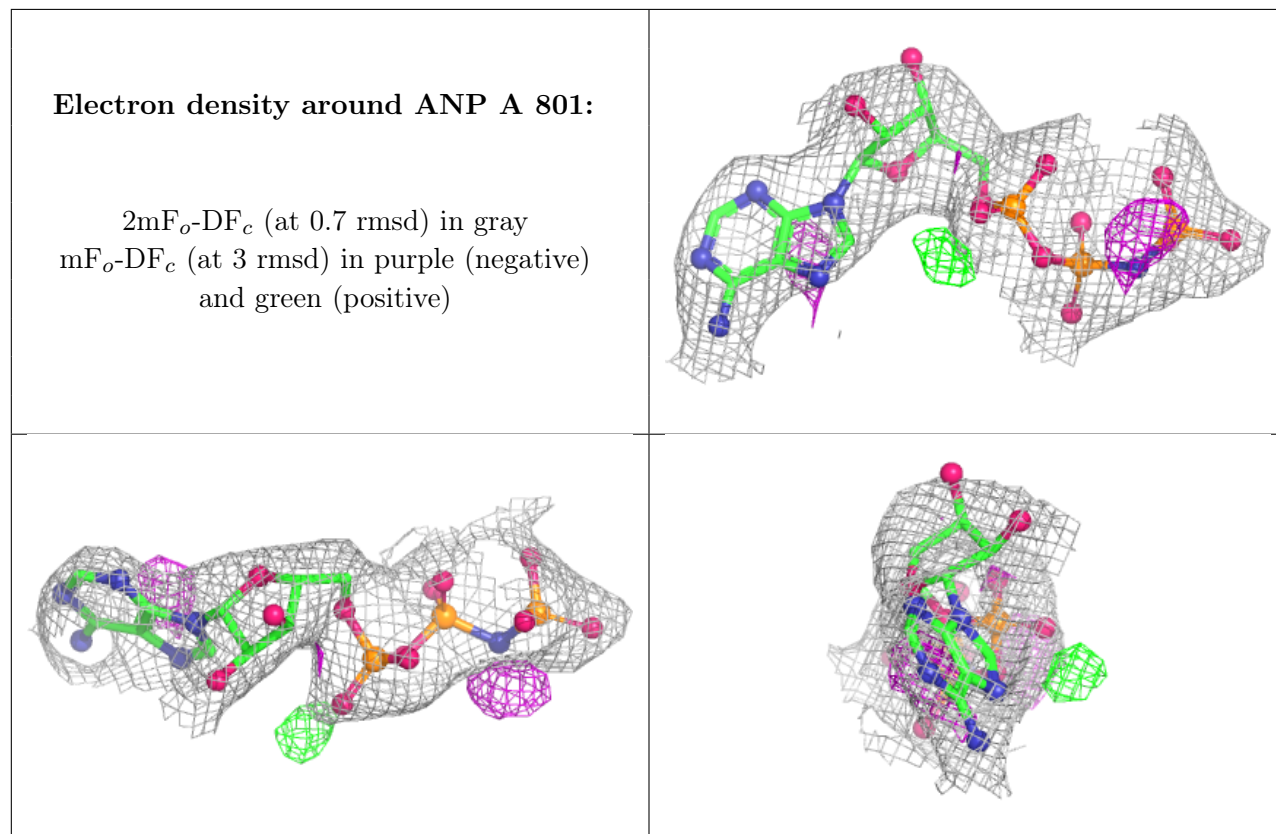 Electron density around ANP A 801:
2mFo-DFc (at 0.7 rmsd) in gray
mFo-DFc (at 3 rmsd) in purple (negative)
and green (positive)